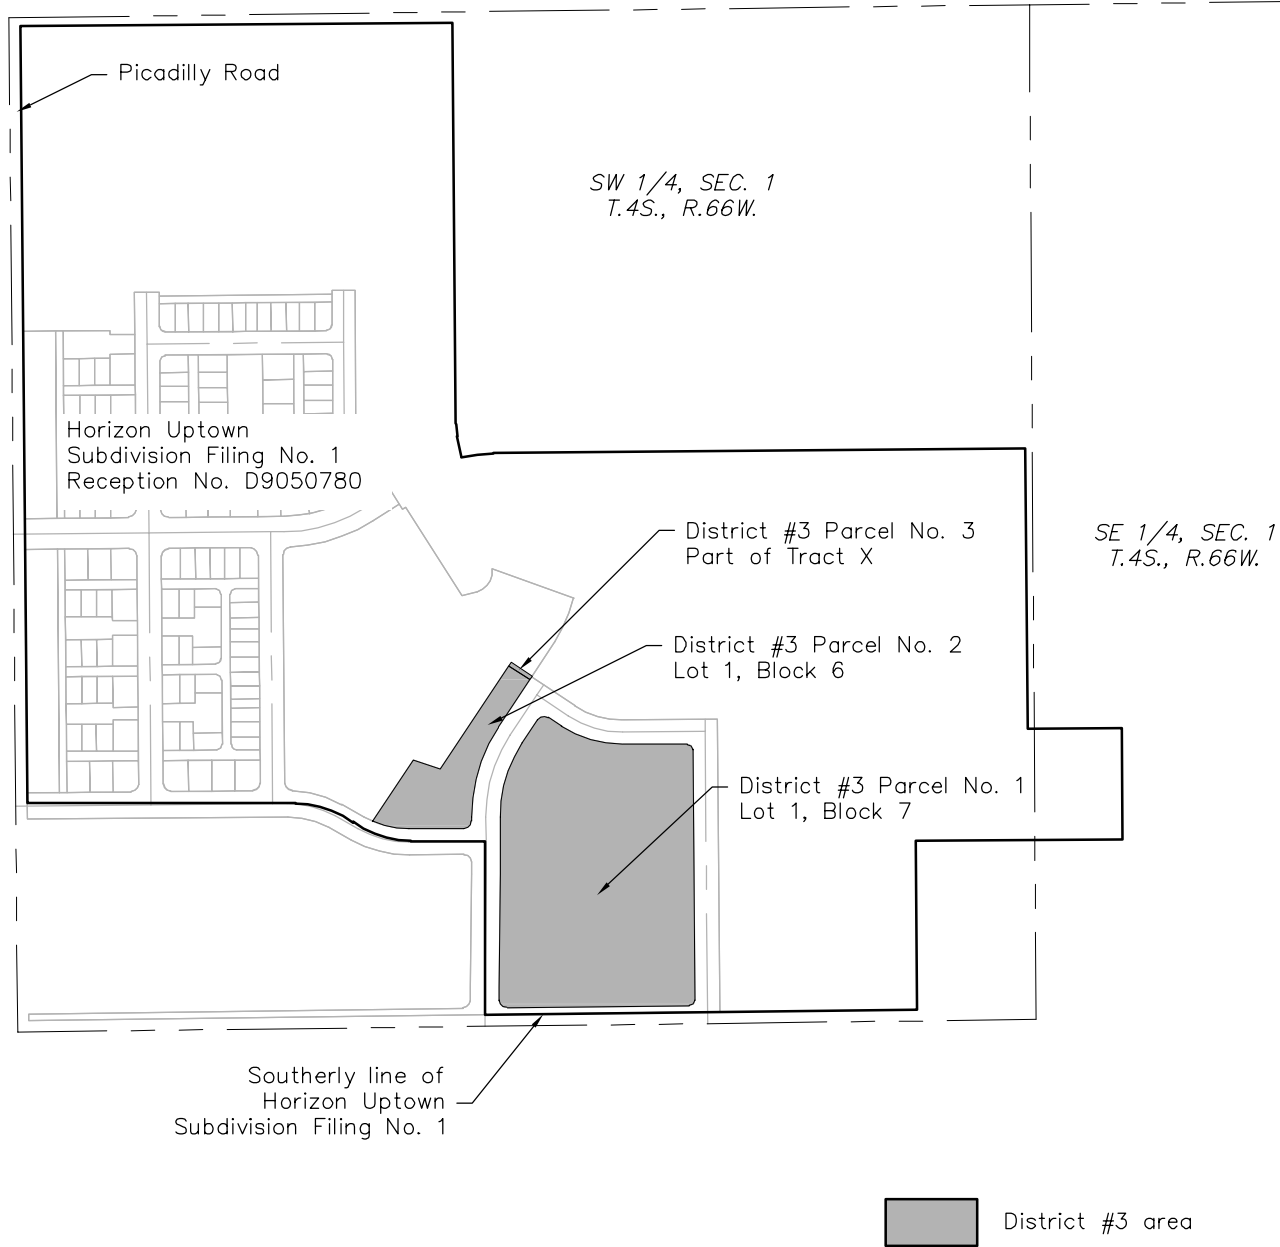 Picadilly Road
SW 1/4, SEC. 1
T.4S., R.66W.
Horizon Uptown
Subdivision Filing No. 1
Reception No. D9050780
District #3 Parcel No. 3
Part of Tract X
SE 1/4, SEC. 1
T.4S., R.66W.
District #3 Parcel No. 2
Lot 1, Block 6
District #3 Parcel No. 1
Lot 1, Block 7
Southerly line of
Horizon Uptown
Subdivision Filing No. 1
District #3 area